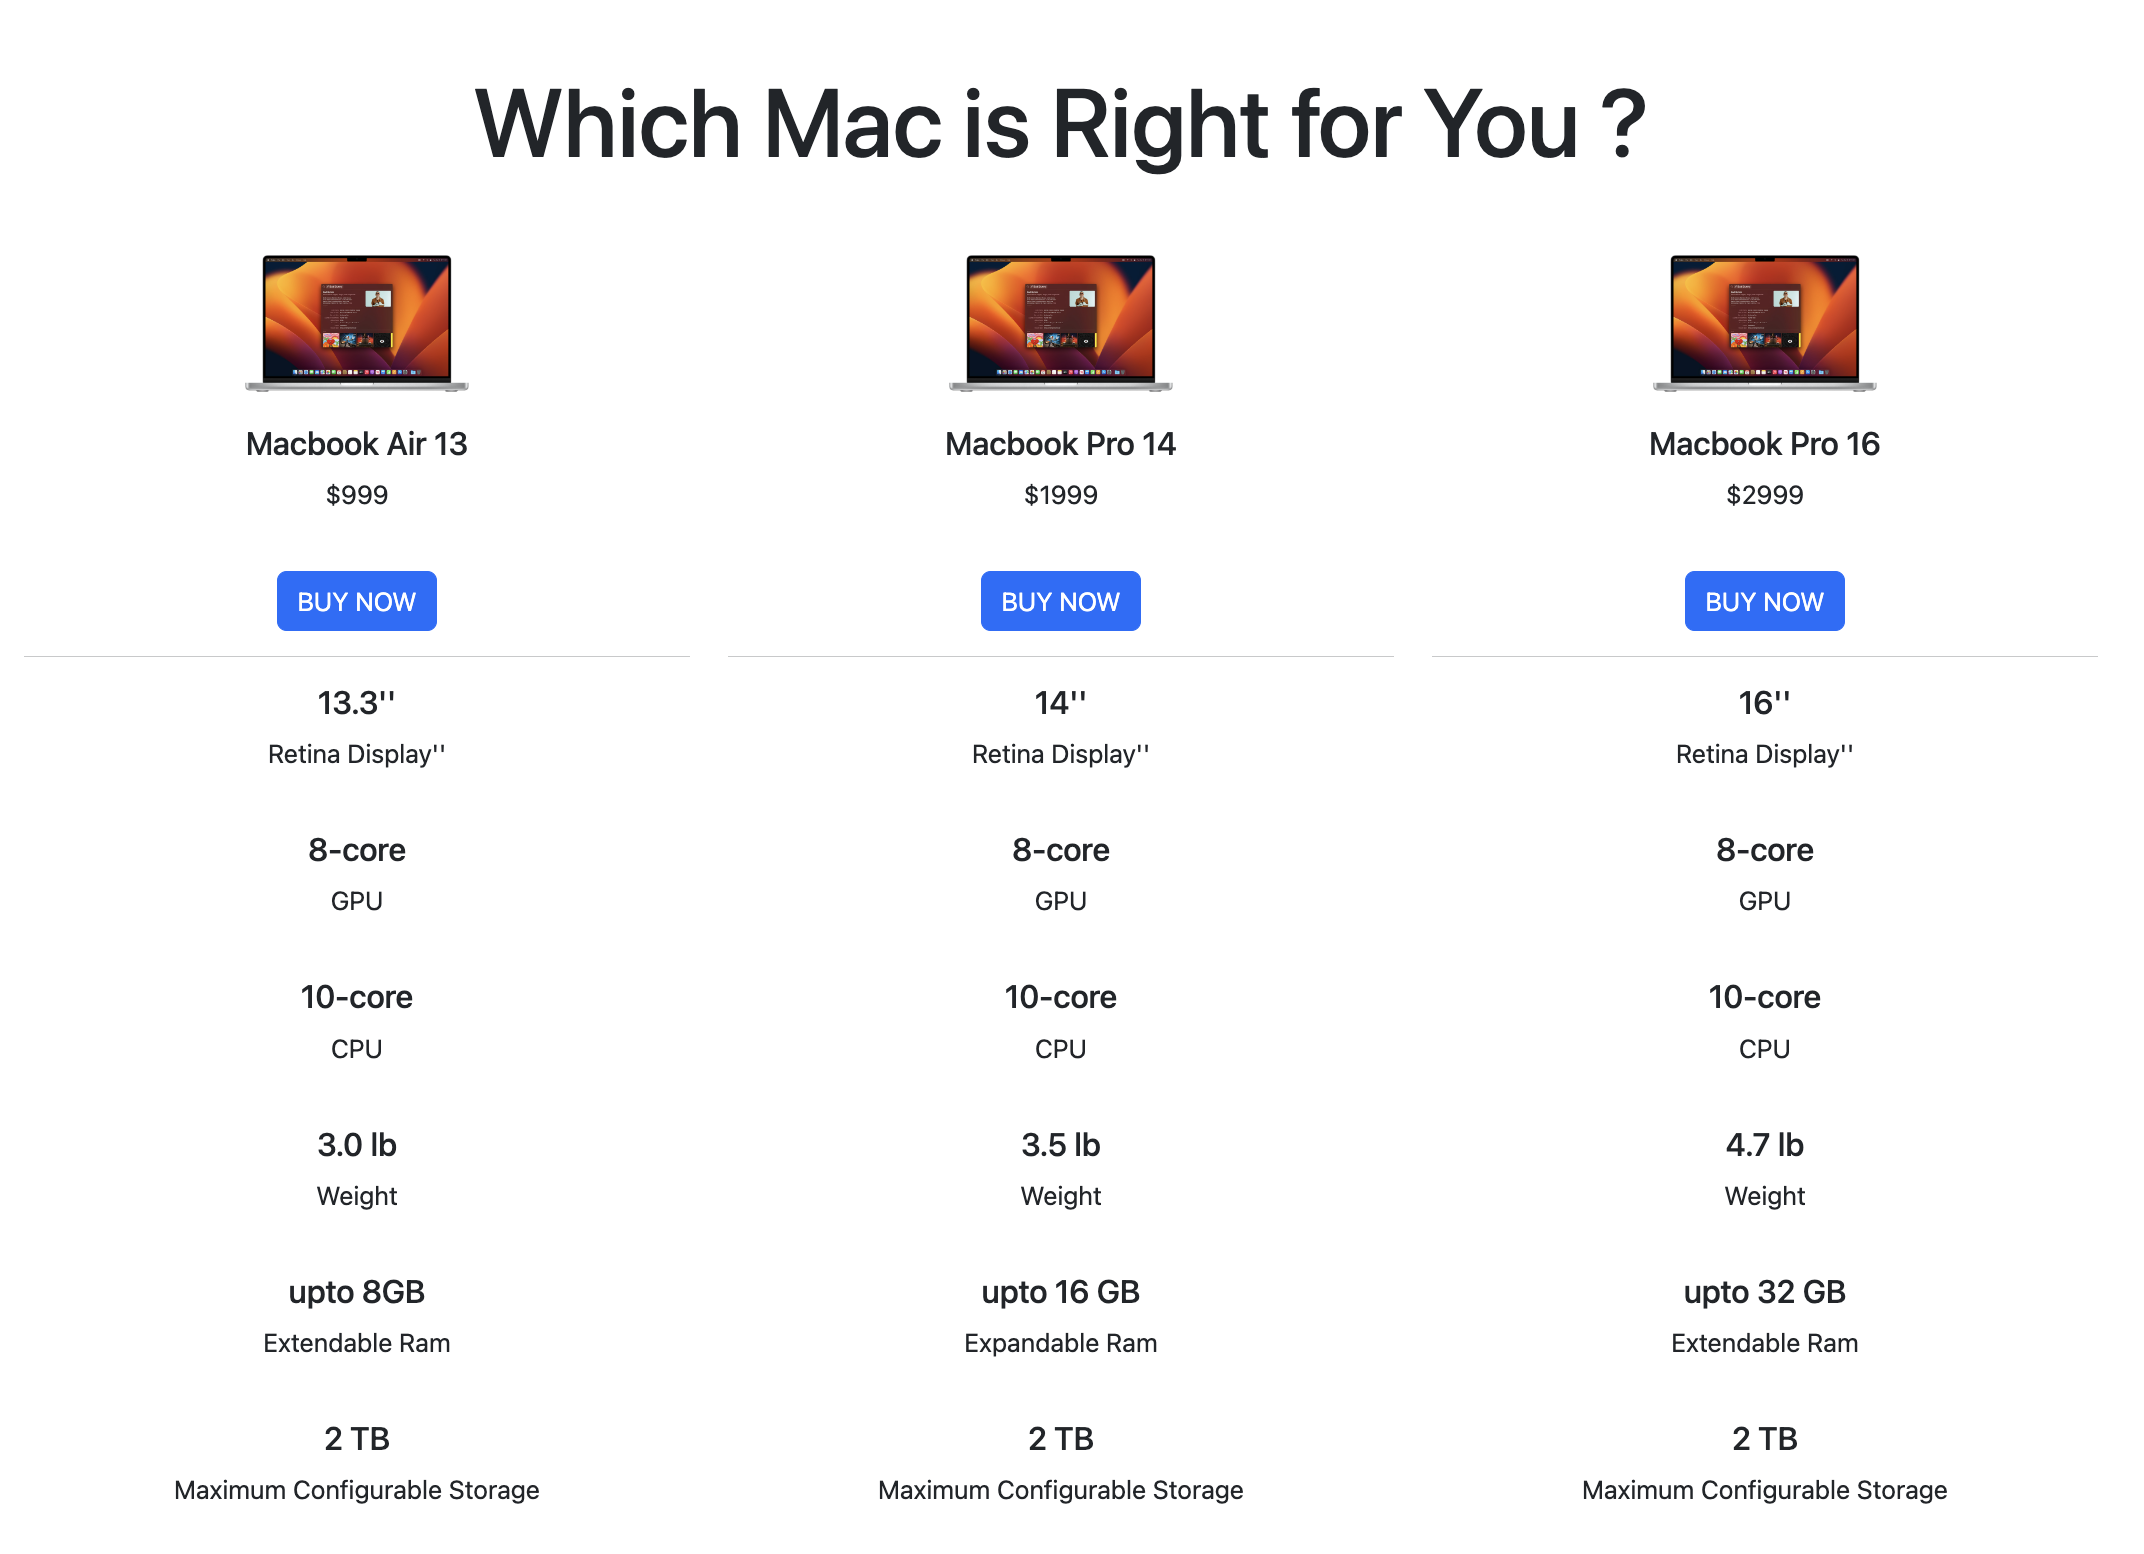 Which Mac is Right for You ?
Macbook Air 13
$999
BUY NOW
13.3''
Retina Display''
8-core
GPU
10-core
CPU
3.0 lb
Weight
upto 8GB
Extendable Ram
2 TB
Maximum Configurable Storage
Macbook Pro 14
$1999
BUY NOW
14''
Retina Display''
8-core
GPU
10-core
CPU
3.5 lb
Weight
upto 16 GB
Expandable Ram
2 TB
Maximum Configurable Storage
Macbook Pro 16
$2999
BUY NOW
16''
Retina Display''
8-core
GPU
10-core
CPU
4.7 lb
Weight
upto 32 GB
Extendable Ram
2 TB
Maximum Configurable Storage